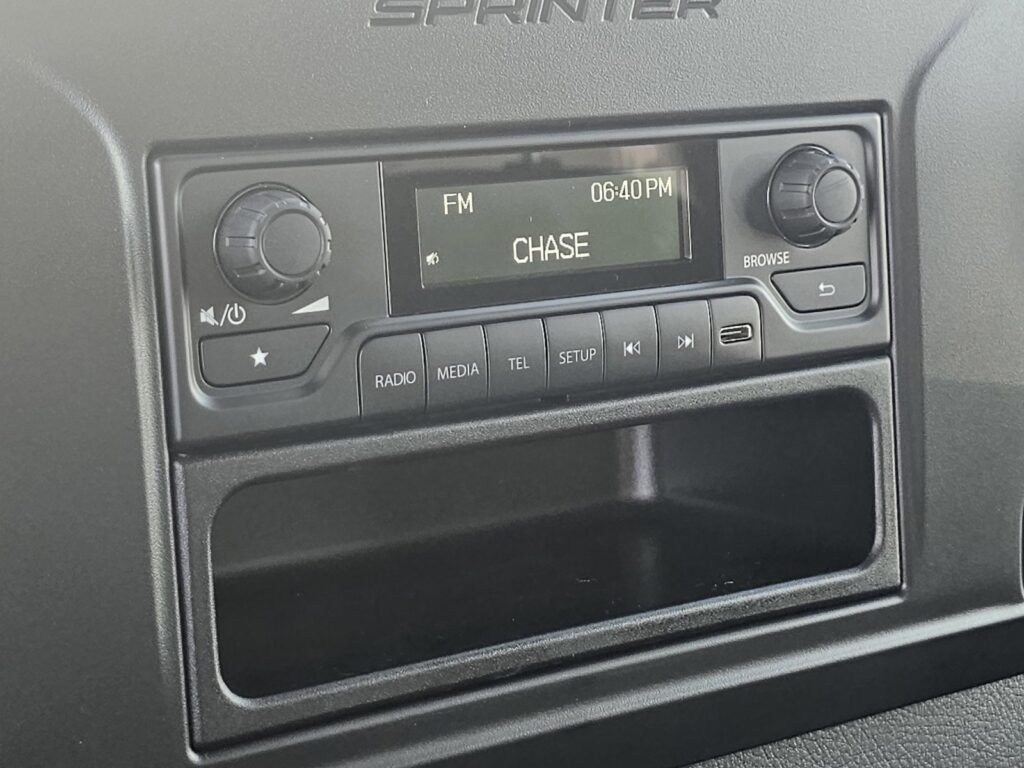 SPRINTER
FM
06:40 PM
CHASE
BROWSE
RADIO
MEDIA
TEL
SETUP